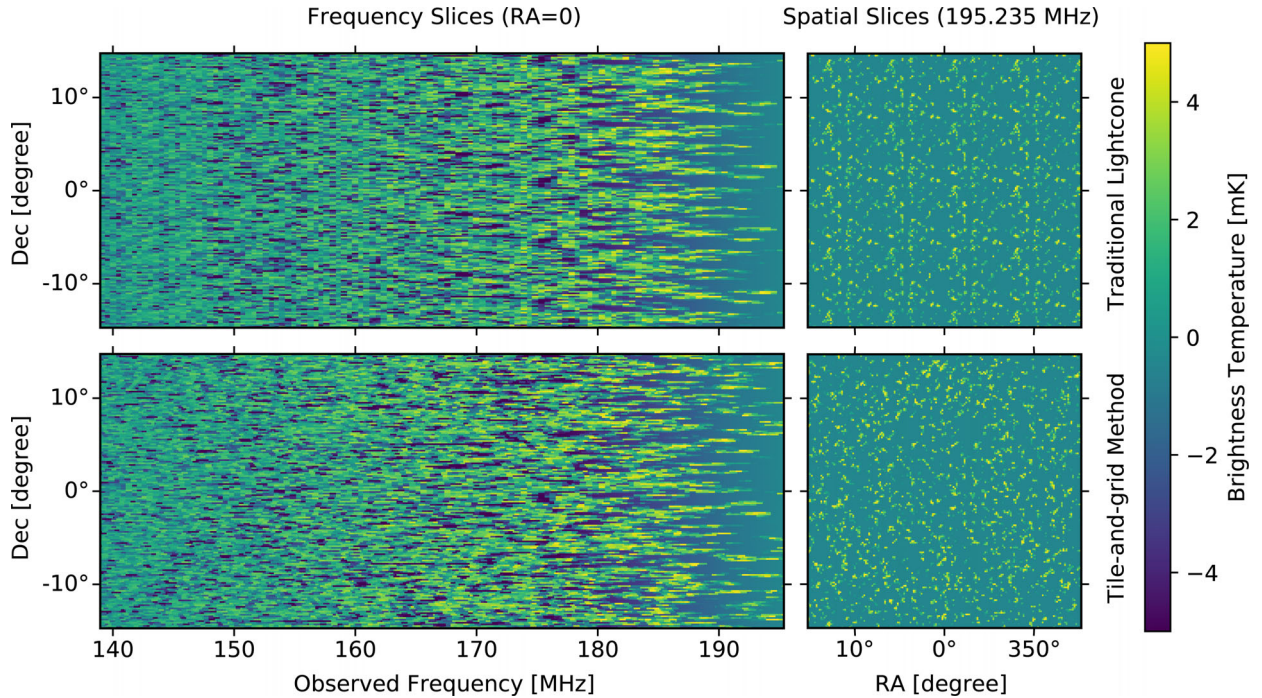 Frequency Slices (RA=0)
Spatial Slices (195.235 MHz)
Dec [degree]
10°
0°
-10°
Traditional Lightcone
Dec [degree]
10°
0°
-10°
Tile-and-grid Method
140 150 160 170 180 190
Observed Frequency [MHz]
10° 0° 350°
RA [degree]
4
2
0
−2
−4
Brightness Temperature [mK]